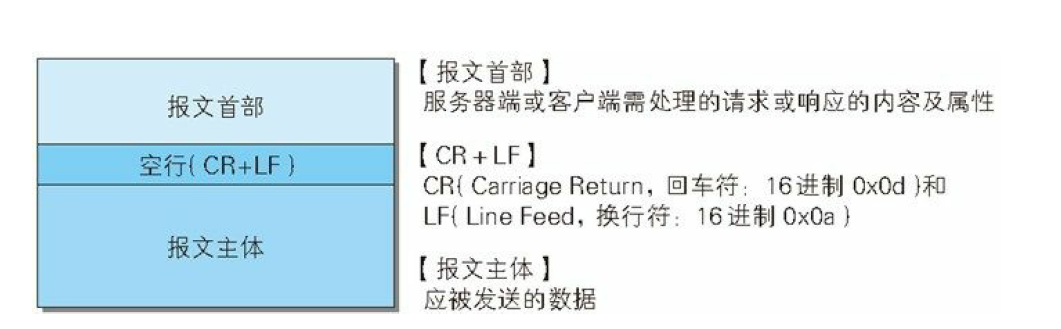 报文首部
空行(CR+LF)
报文主体
【报文首部】
服务器端或客户端需处理的请求或响应的内容及属性
【CR+LF】
CR(Carriage Return，回车符：16进制 0x0d)和
LF(Line Feed，换行符：16进制 0x0a)
【报文主体】
应被发送的数据